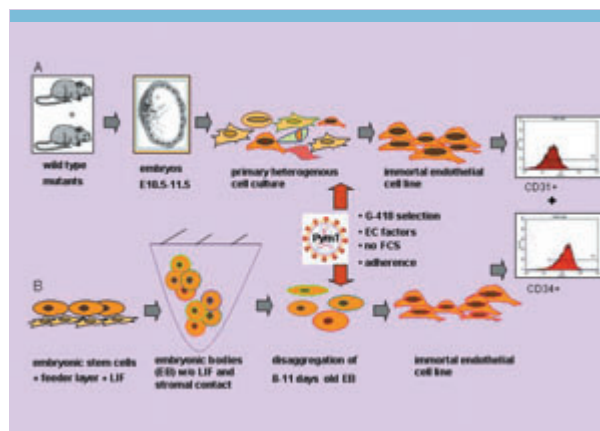 A
wild type
mutants
embryos
E10.5-11.5
primary heterogenous
cell culture
immortal endothelial
cell line
CD31+
+
CD34+
PymT
• G-418 selection
• EC factors
• no FCS
• adherence
B
embryonic stem cells
+ feeder layer + LIF
embryonic bodies
(EB) w/o LIF and
stromal contact
disaggregation of
8-11 days old EB
immortal endothelial
cell line